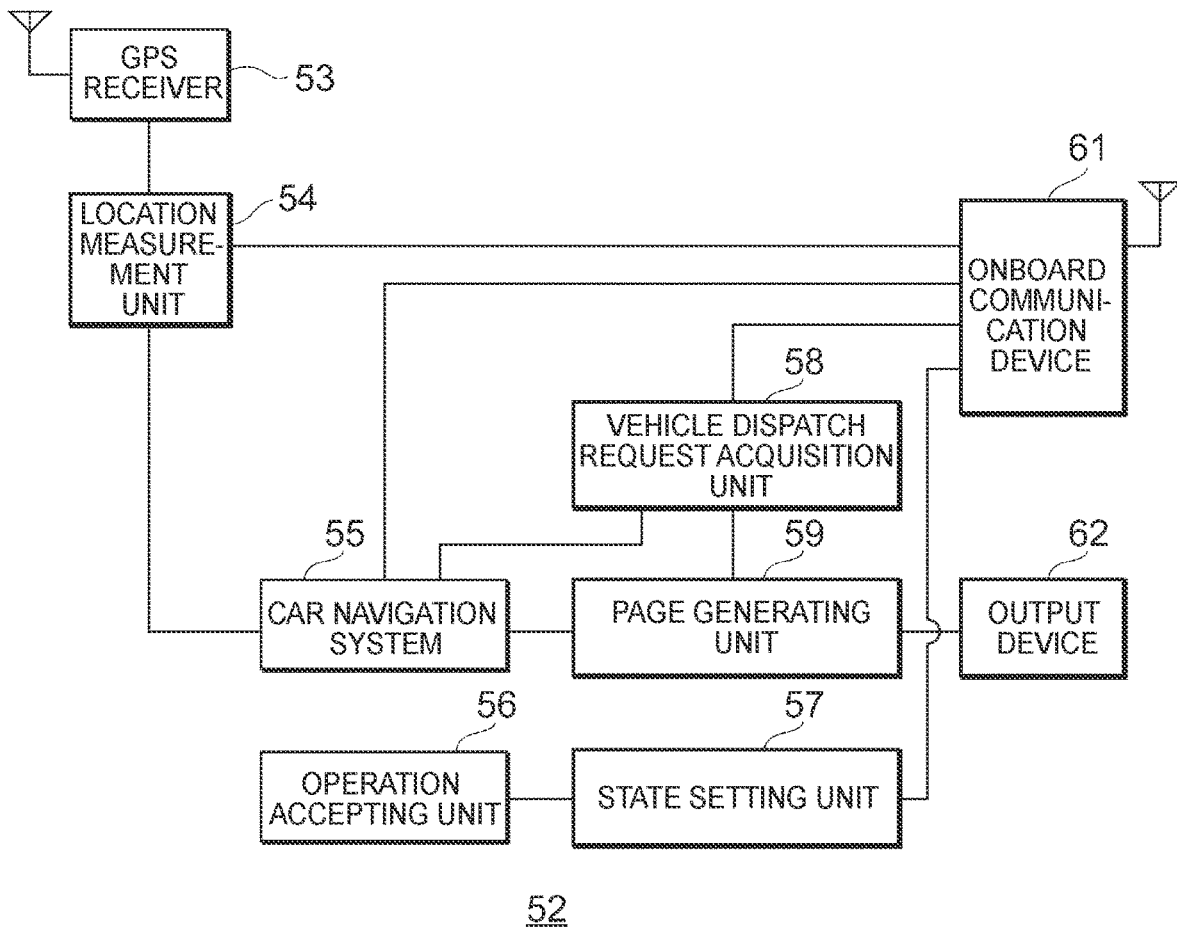 GPS
RECEIVER
53
LOCATION
MEASURE-
MENT
UNIT
54
61
ONBOARD
COMMUNI-
CATION
DEVICE
58
VEHICLE DISPATCH
REQUEST ACQUISITION
UNIT
55
CAR NAVIGATION
SYSTEM
59
PAGE GENERATING
UNIT
62
OUTPUT
DEVICE
56
OPERATION
ACCEPTING UNIT
57
STATE SETTING UNIT
52